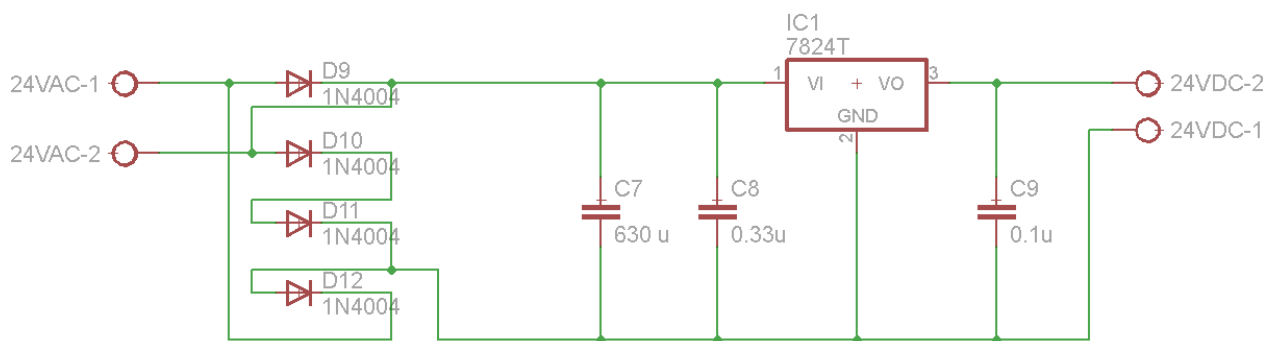 IC1
7824T
24VAC-1
D9
1N4004
1
VI
VO
3
24VDC-2
GND
2
24VDC-1
24VAC-2
D10
1N4004
D11
1N4004
C7
630 u
C8
0.33u
C9
0.1u
D12
1N4004